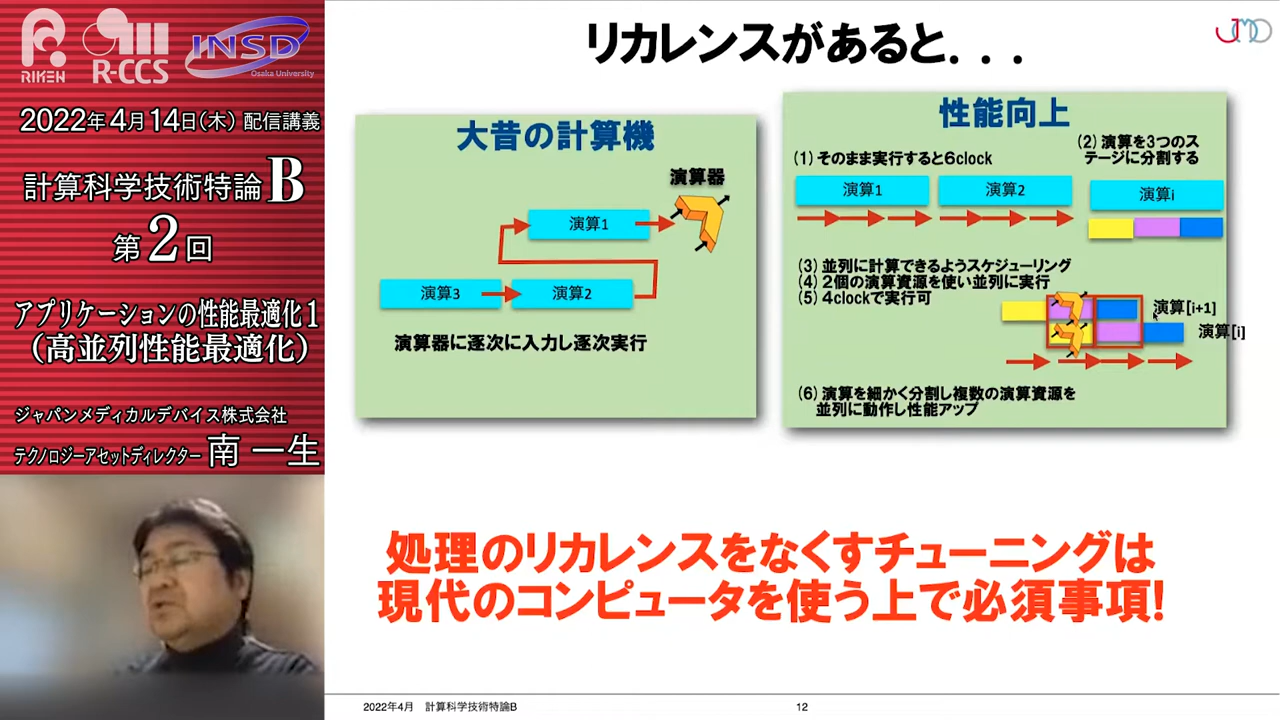 RIKEN
R-CCS
INSD
Osaka University
2022年4月14日(木) 配信講義
計算科学技術特論B
第2回
アプリケーションの性能最適化1
(高並列性能最適化)
ジャパンメディカルデバイス株式会社
テクノロジーアセットディレクター 南 一生
リカレンスがあると...
JMD
大昔の計算機
演算器
演算1
演算3
演算2
演算器に逐次に入力し逐次実行
性能向上
(1) そのまま実行すると6clock
演算1
演算2
(2) 演算を3つのス
テージに分割する
演算i
(3) 並列に計算できるようスケジューリング
(4) 2個の演算資源を使い並列に実行
(5) 4clockで実行可
演算[i+1]
演算[i]
(6) 演算を細かく分割し複数の演算資源を
並列に動作し性能アップ
処理のリカレンスをなくすチューニングは
現代のコンピュータを使う上で必須事項!
2022年4月 計算科学技術特論B
12